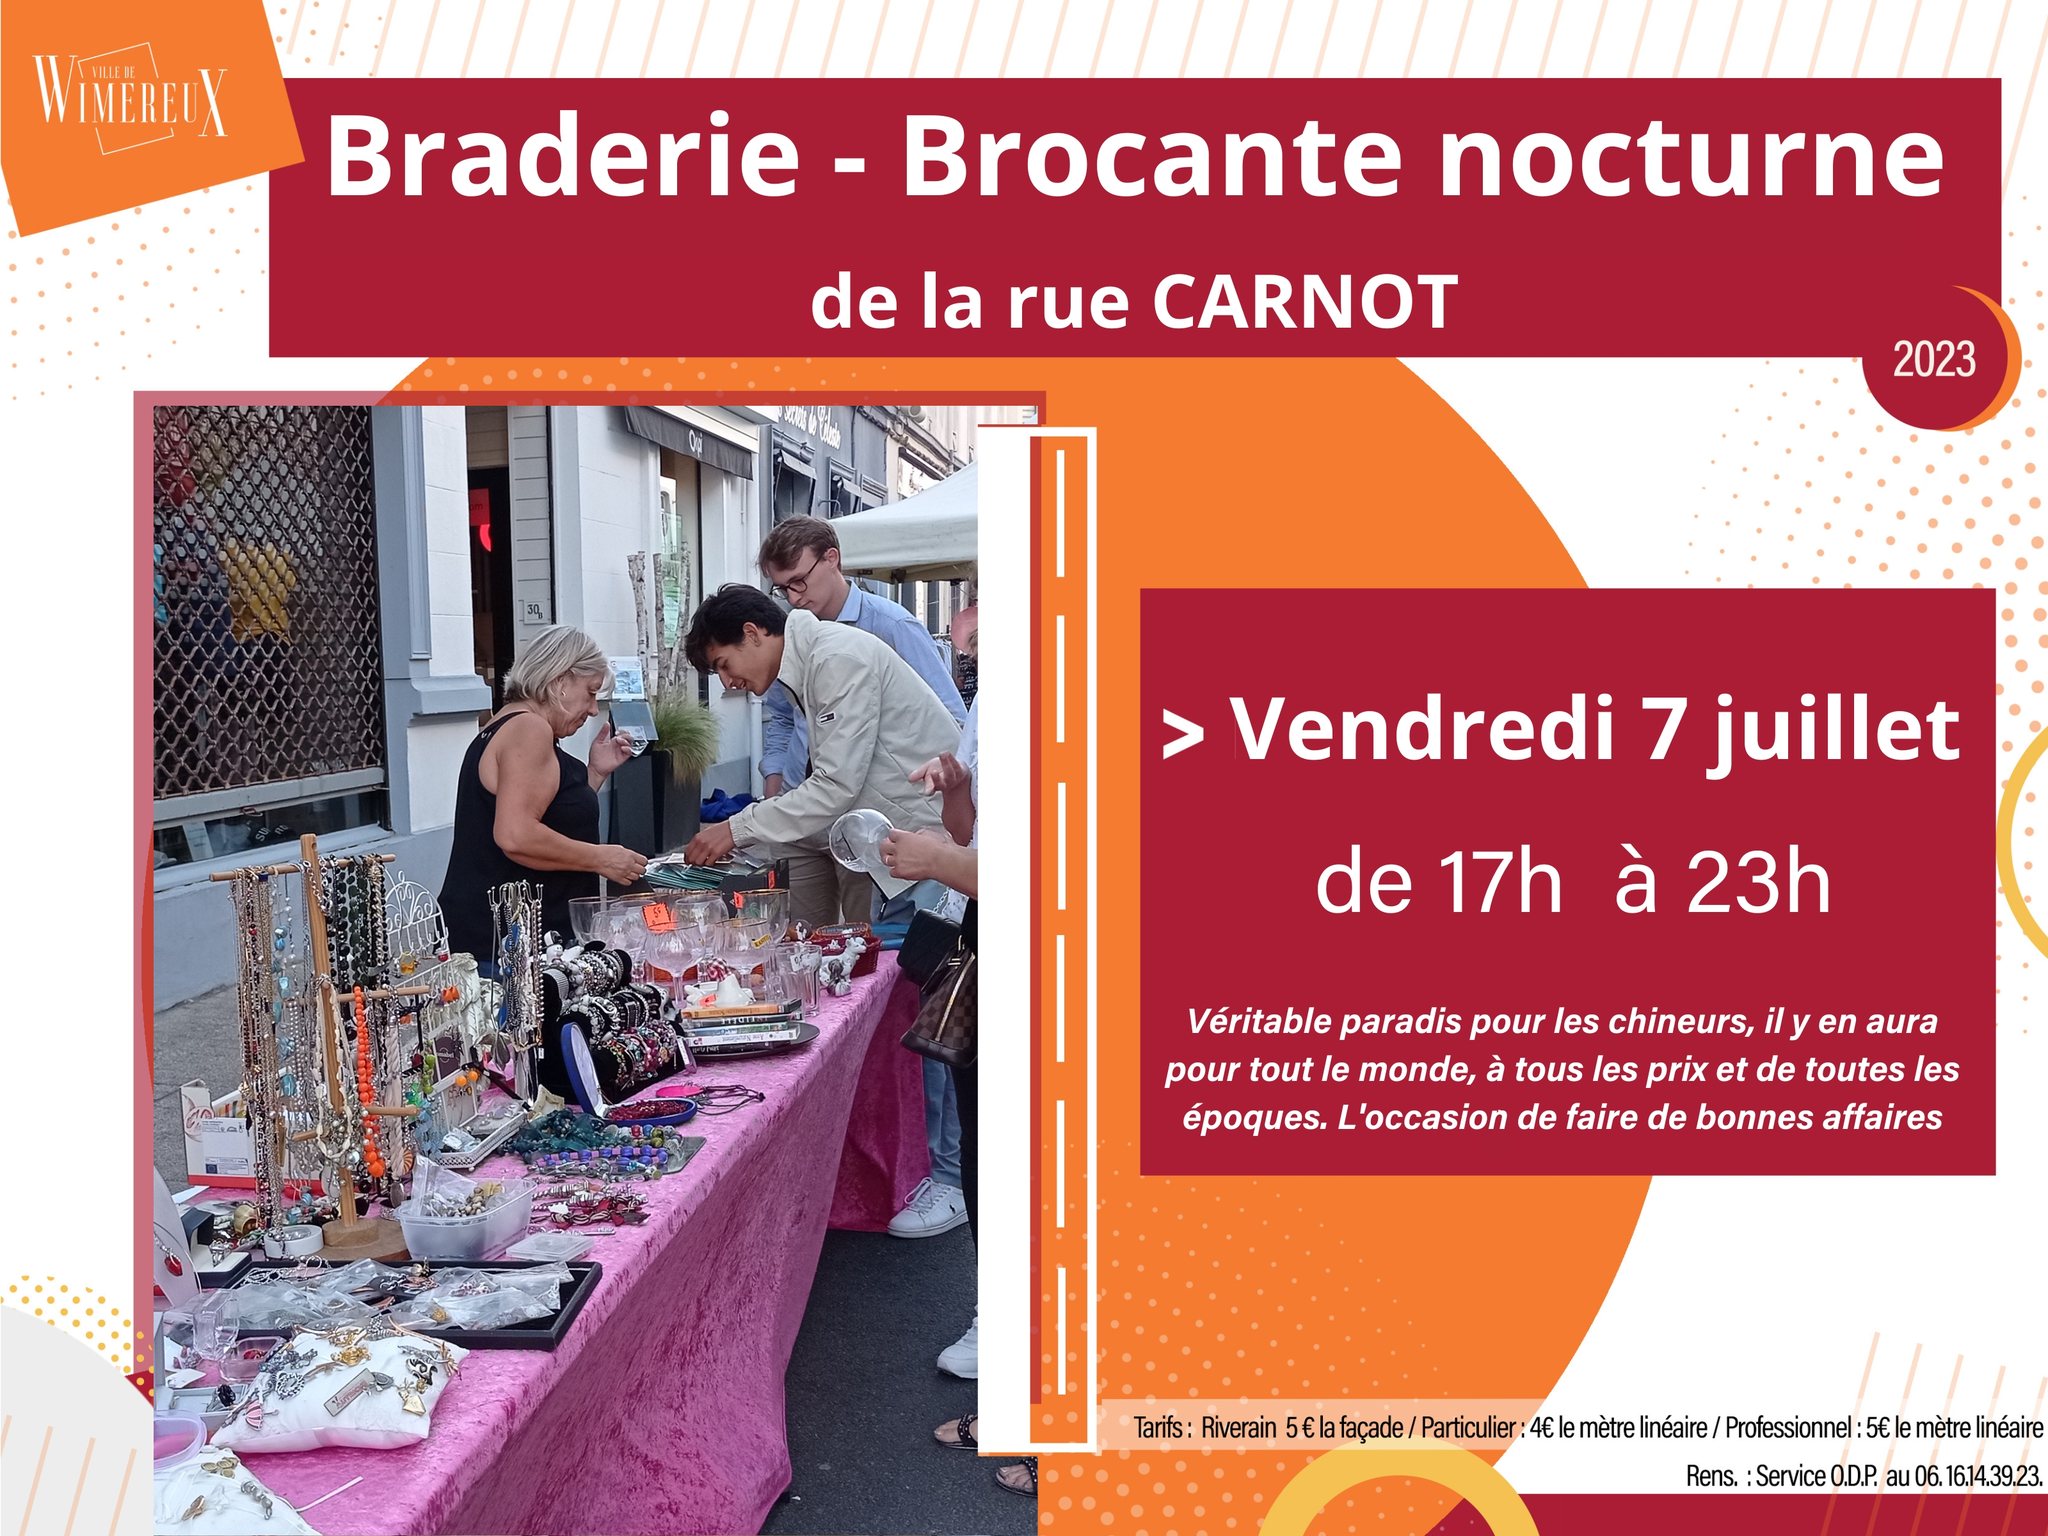 VILLE DE
WIMEREUX
Braderie - Brocante nocturne
de la rue CARNOT
2023
Oqi
30B
> Vendredi 7 juillet
de 17h à 23h
Véritable paradis pour les chineurs, il y en aura
pour tout le monde, à tous les prix et de toutes les
époques. L'occasion de faire de bonnes affaires
Tarifs : Riverain 5 € la façade / Particulier : 4€ le mètre linéaire / Professionnel : 5€ le mètre linéaire
Rens. : Service O.D.P. au 06.16.14.39.23.